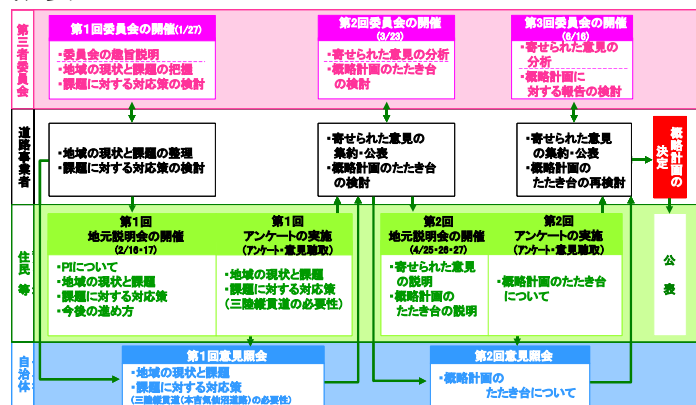 第三者委員会
第1回委員会の開催(1/27)
・委員会の趣旨説明
・地域の現状と課題の把握
・課題に対する対応策の検討
第2回委員会の開催
(3/23)
・寄せられた意見の分析
・概略計画のたたき台
の検討
第3回委員会の開催
(6/16)
・寄せられた意見の
分析
・概略計画に
対する報告の検討
道路事業者
・地域の現状と課題の整理
・課題に対する対応策の検討
・寄せられた意見の
集約・公表
・概略計画のたたき台
の検討
・寄せられた意見
の集約・公表
・概略計画の
たたき台の再検討
概略計画の
決定
住民等
第1回
地元説明会の開催
(2/16・17)
・PIについて
・地域の現状と課題
・課題に対する対応策
・今後の進め方
第1回
アンケートの実施
(アンケート・意見聴取)
・地域の現状と課題
・課題に対する対応策
(三陸縦貫道の必要性)
第2回
地元説明会の開催
(4/25・26・27)
・寄せられた意見
の説明
・概略計画の
たたき台の説明
第2回
アンケートの実施
(アンケート・意見聴取)
・概略計画のたたき台
について
公表
自治体
第1回意見照会
・地域の現状と課題
・課題に対する対応策
(三陸縦貫道(本吉気仙沼道路)の必要性)
第2回意見照会
・概略計画の
たたき台について